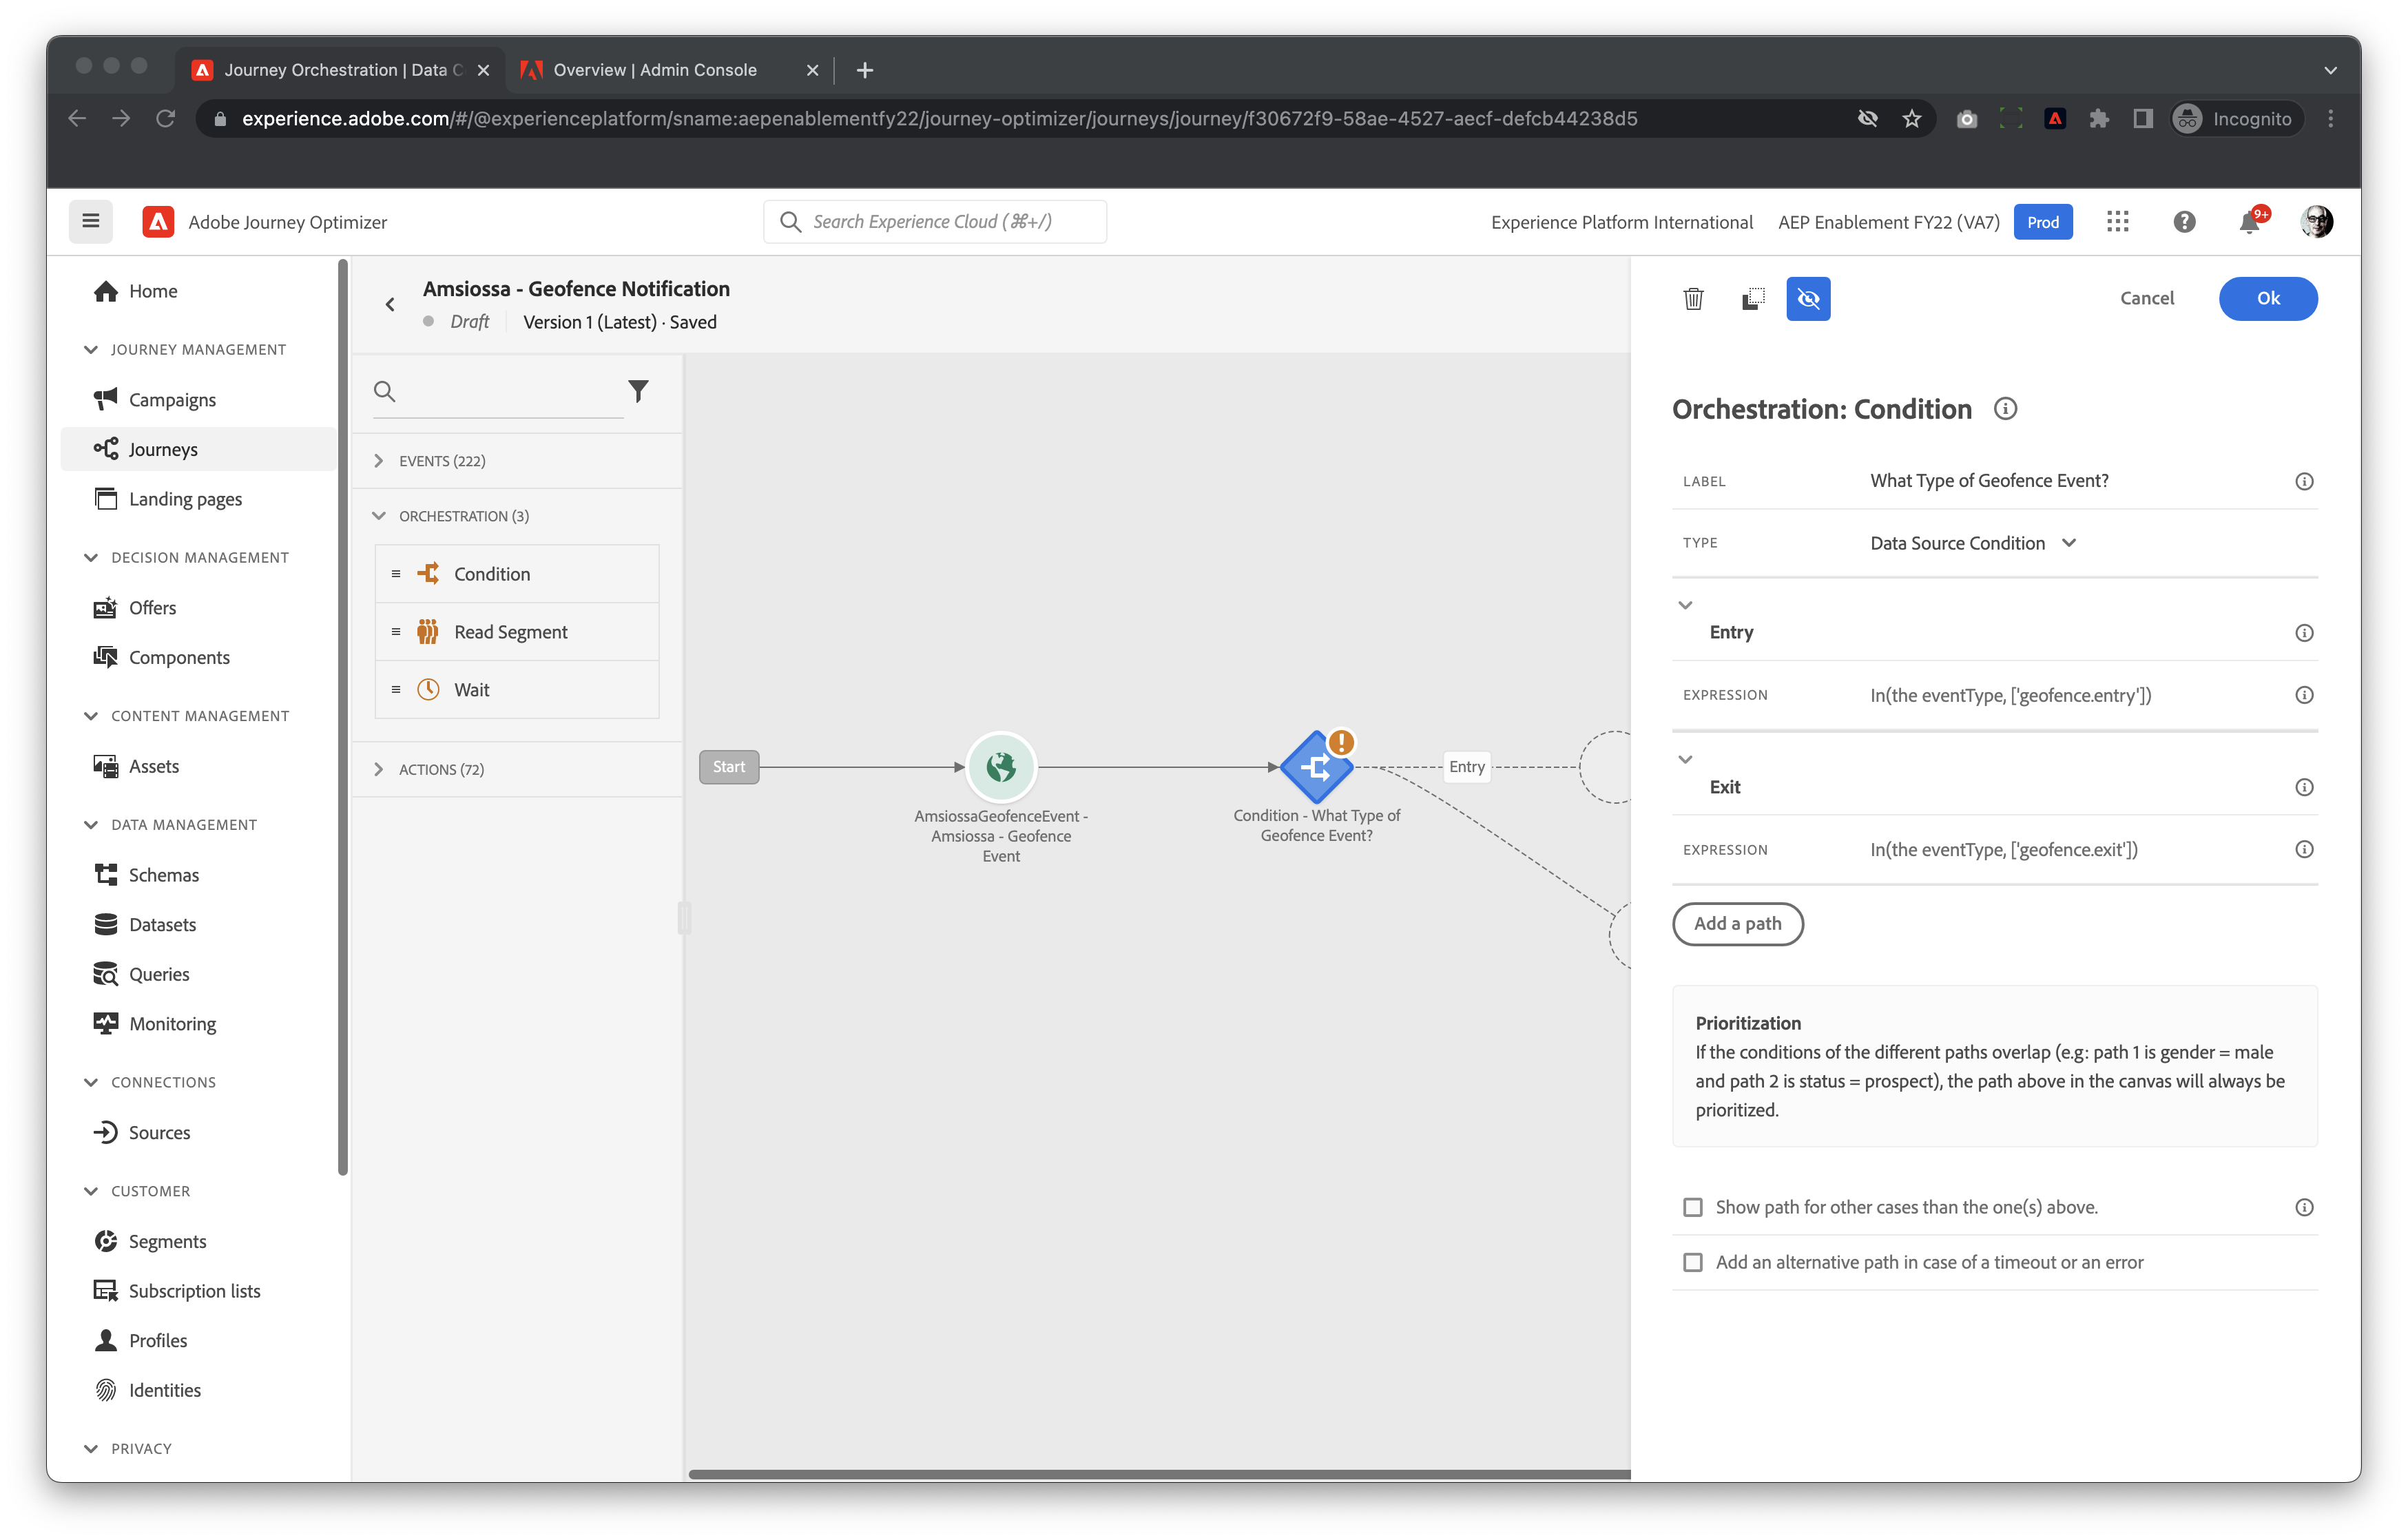 Journey Orchestration | Data C
Overview | Admin Console
experience.adobe.com/#/@experienceplatform/sname:aepenablementfy22/journey-optimizer/journeys/journey/f30672f9-58ae-4527-aecf-defcb44238d5
Incognito
Adobe Journey Optimizer
Search Experience Cloud (⌘+/)
Experience Platform International
AEP Enablement FY22 (VA7)
Prod
9+
Home
JOURNEY MANAGEMENT
Campaigns
Journeys
Landing pages
DECISION MANAGEMENT
Offers
Components
CONTENT MANAGEMENT
Assets
DATA MANAGEMENT
Schemas
Datasets
Queries
Monitoring
CONNECTIONS
Sources
CUSTOMER
Segments
Subscription lists
Profiles
Identities
PRIVACY
Amsiossa - Geofence Notification
Draft
Version 1 (Latest) · Saved
EVENTS (222)
ORCHESTRATION (3)
Condition
Read Segment
Wait
ACTIONS (72)
Start
AmsiossaGeofenceEvent -
Amsiossa - Geofence
Event
Condition - What Type of
Geofence Event?
Entry
Cancel
Ok
Orchestration: Condition
LABEL
What Type of Geofence Event?
TYPE
Data Source Condition
Entry
EXPRESSION
In(the eventType, ['geofence.entry'])
Exit
EXPRESSION
In(the eventType, ['geofence.exit'])
Add a path
Prioritization
If the conditions of the different paths overlap (e.g: path 1 is gender = male
and path 2 is status = prospect), the path above in the canvas will always be
prioritized.
Show path for other cases than the one(s) above.
Add an alternative path in case of a timeout or an error